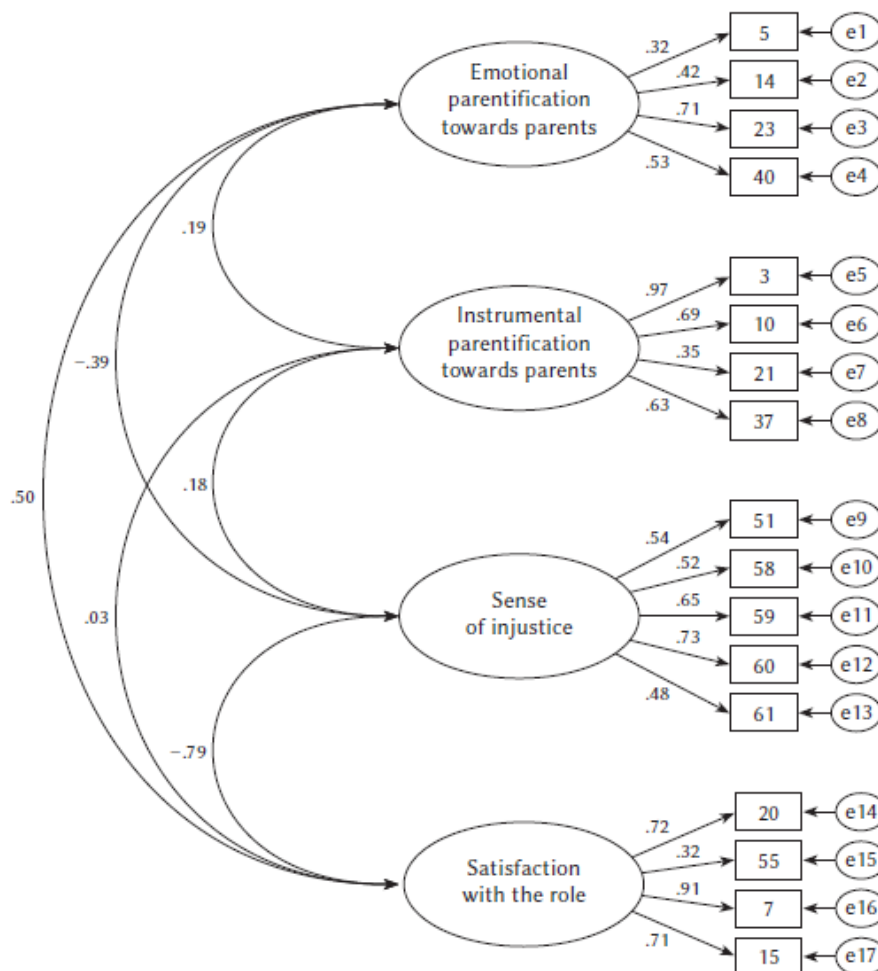 .32
5
e1
Emotional
parentification
towards parents
.42
14
e2
.71
23
e3
.53
40
e4
.19
.97
3
e5
Instrumental
parentification
towards parents
.69
10
e6
.35
21
e7
.63
37
e8
–.39
.50
.18
.03
.54
51
e9
.52
58
e10
Sense
of injustice
.65
59
e11
.73
60
e12
.48
61
e13
–.79
.72
20
e14
Satisfaction
with the role
.32
55
e15
.91
7
e16
.71
15
e17